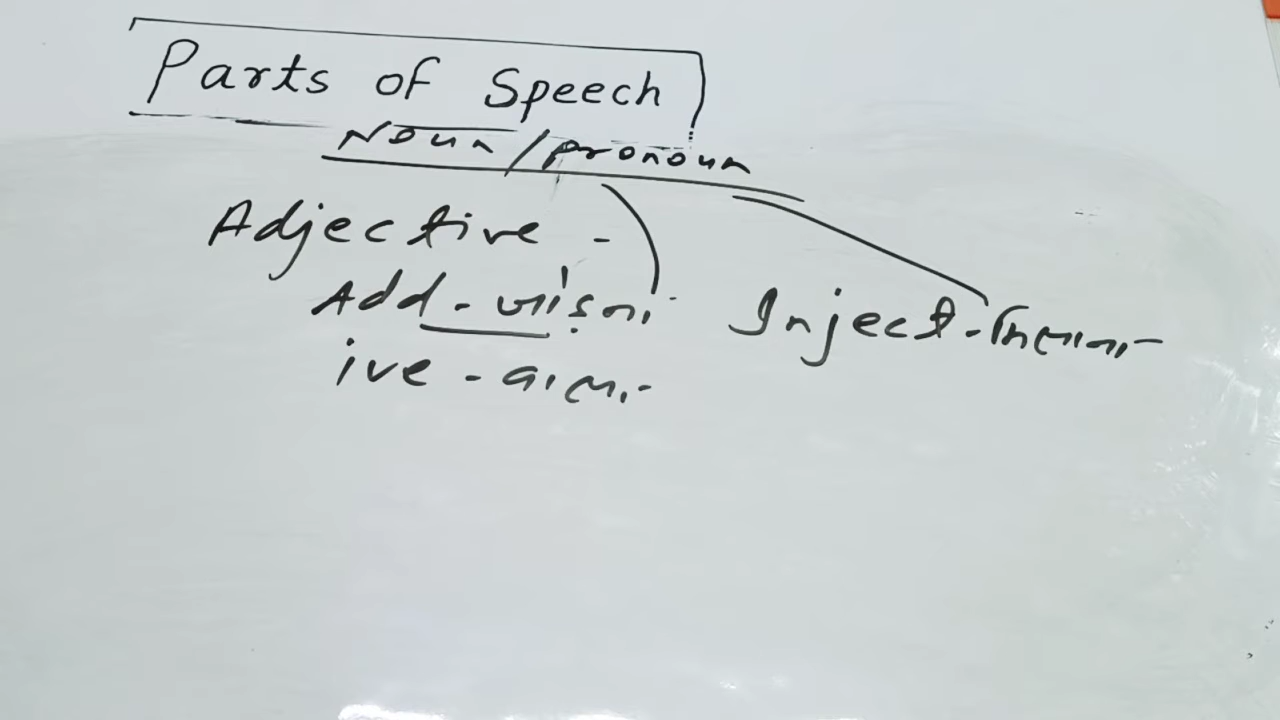 Parts of Speech
Noun/pronoun
Adjective -
Add -
Inject -
ive -